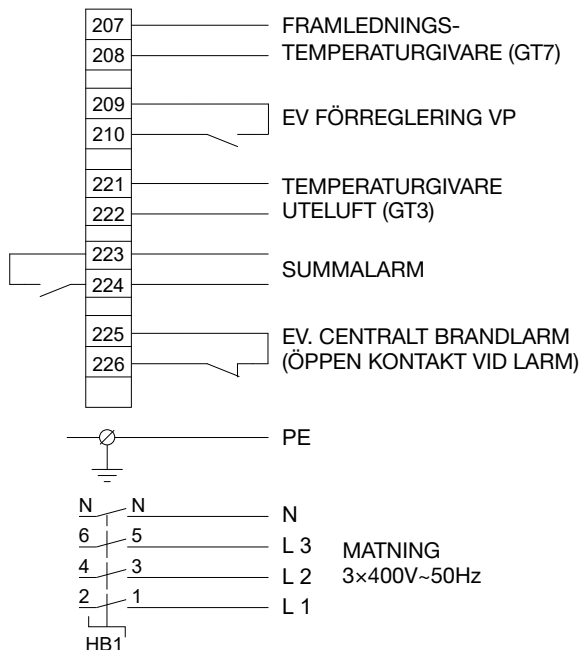 207 FRAMLEDNINGS-
208 TEMPERATURGIVARE (GT7)
209
EV FÖRREGLERING VP
210
221 TEMPERATURGIVARE
222 UTELUFT (GT3)
223
SUMMALARM
224
225 EV. CENTRALT BRANDLARM
226 (ÖPPEN KONTAKT VID LARM)
PE
N N N
6 5 L 3 MATNING
4 3 L 2 3×400V~50Hz
2 1 L 1
HB1